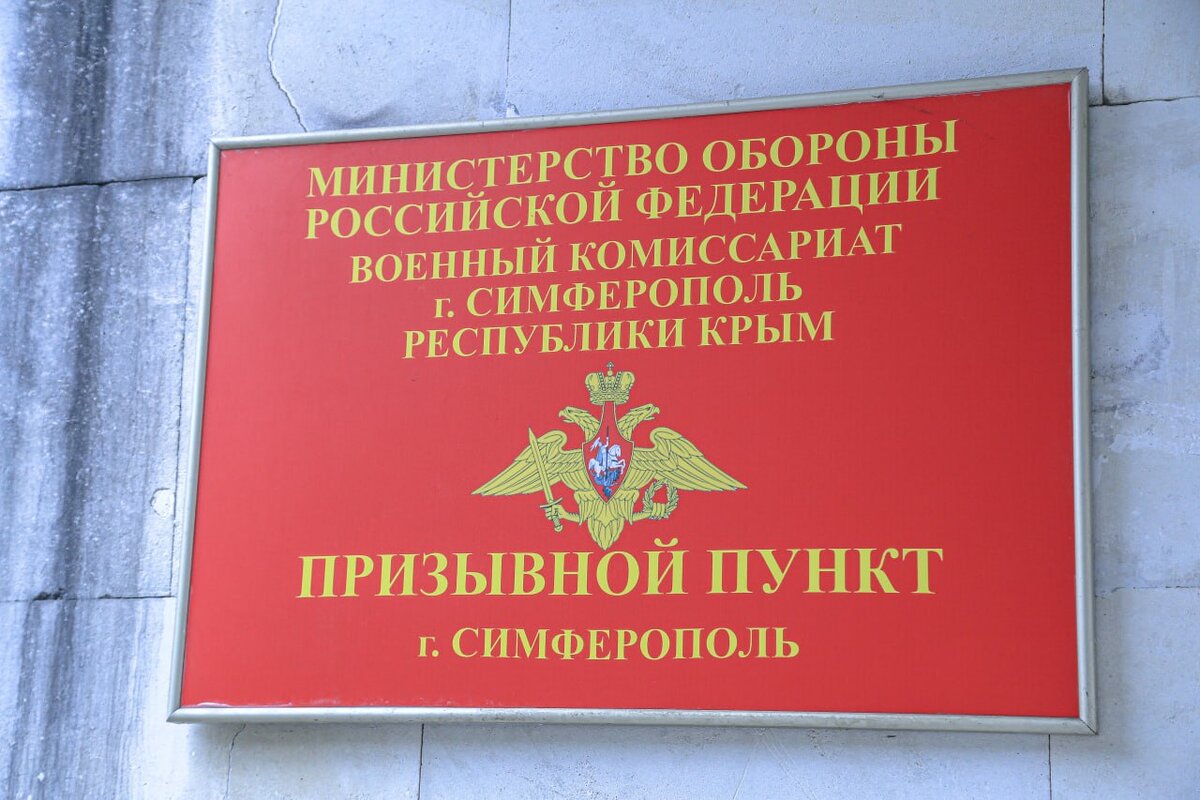 МИНИСТЕРСТВО ОБОРОНЫ
РОССИЙСКОЙ ФЕДЕРАЦИИ
ВОЕННЫЙ КОМИССАРИАТ
г. СИМФЕРОПОЛЬ
РЕСПУБЛИКИ КРЫМ
ПРИЗЫВНОЙ ПУНКТ
г. СИМФЕРОПОЛЬ